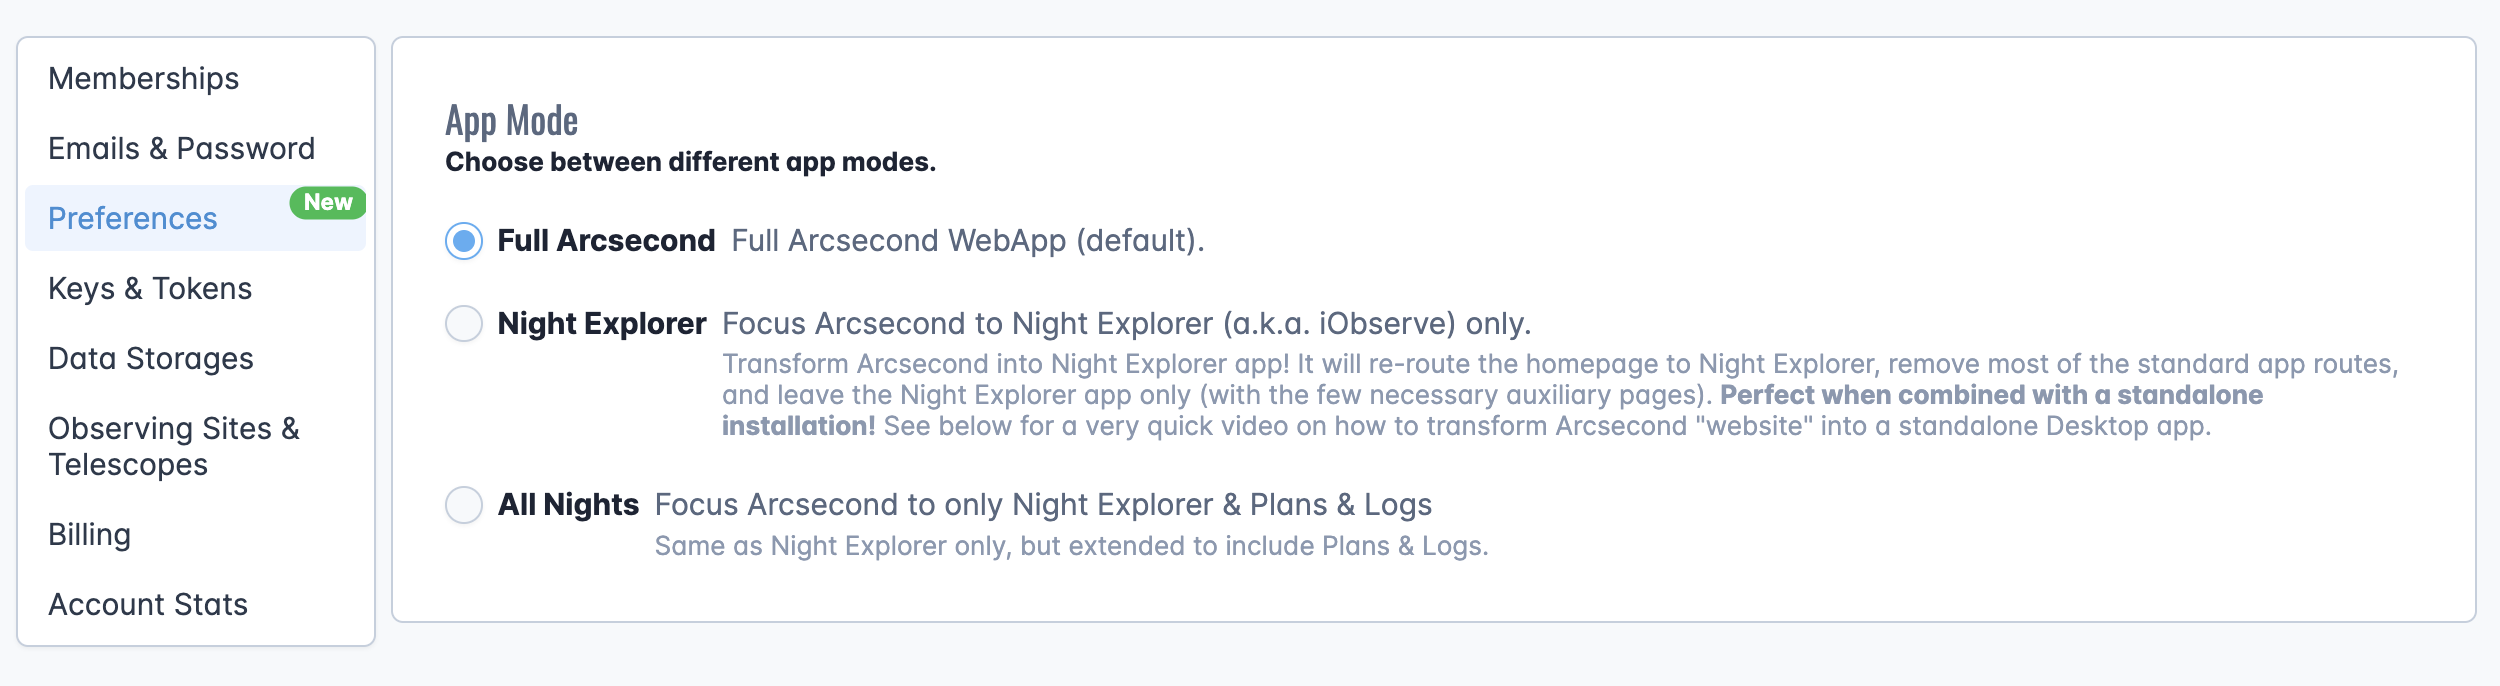 Memberships
Emails & Password
Preferences
New
Keys & Tokens
Data Storages
Observing Sites &
Telescopes
Billing
Account Stats
App Mode
Choose between different app modes.
Full Arcsecond Full Arcsecond WebApp (default).
Night Explorer Focus Arcsecond to Night Explorer (a.k.a. iObserve) only.
Transform Arcsecond into Night Explorer app! It will re-route the homepage to Night Explorer, remove most of the standard app routes,
and leave the Night Explorer app only (with the few necessary auxiliary pages). Perfect when combined with a standalone
installation! See below for a very quick video on how to transform Arcsecond "website" into a standalone Desktop app.
All Nights Focus Arcsecond to only Night Explorer & Plans & Logs
Same as Night Explorer only, but extended to include Plans & Logs.